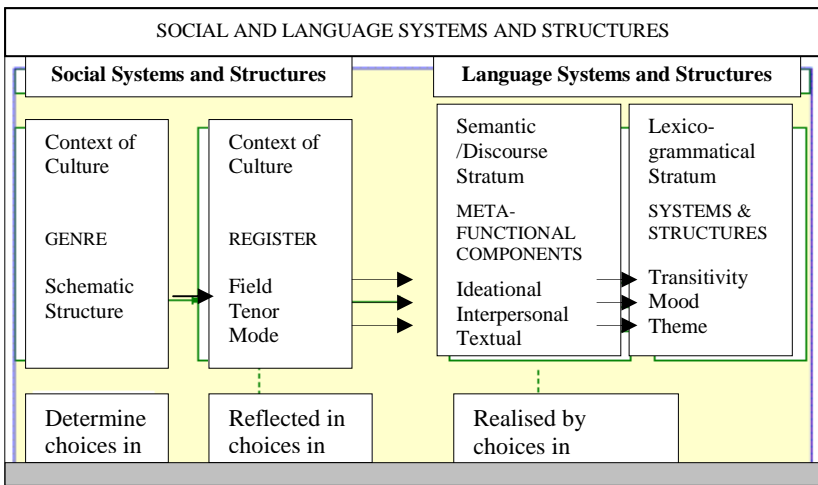 SOCIAL AND LANGUAGE SYSTEMS AND STRUCTURES
Social Systems and Structures
Language Systems and Structures
Context of
Culture
GENRE
Schematic
Structure
Context of
Culture
REGISTER
Field
Tenor
Mode
Semantic
/Discourse
Stratum
META-
FUNCTIONAL
COMPONENTS
Ideational
Interpersonal
Textual
Lexico-
grammatical
Stratum
SYSTEMS &
STRUCTURES
Transitivity
Mood
Theme
Determine
choices in
Reflected in
choices in
Realised by
choices in